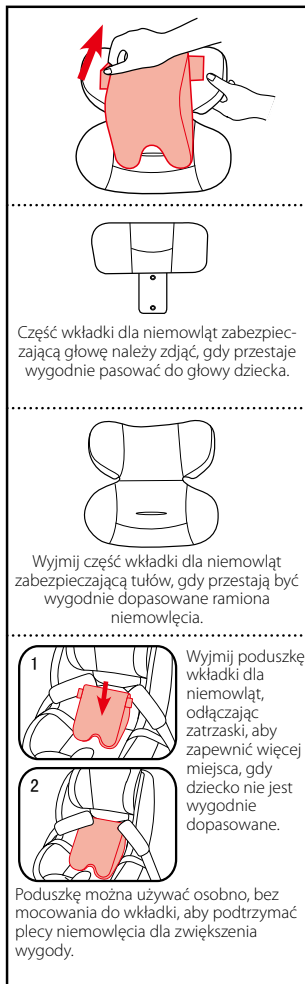 Część wkładki dla niemowląt zabezpiec-
zającą głowę należy zdjąć, gdy przestaje
wygodnie pasować do głowy dziecka.
Wyjmij część wkładki dla niemowląt
zabezpieczającą tułów, gdy przestają być
wygodnie dopasowane ramiona
niemowlęcia.
1
Wyjmij poduszkę
wkładki dla
niemowląt,
odłączając
zatrzaski, aby
zapewnić więcej
miejsca, gdy
dziecko nie jest
wygodnie
dopasowane.
2
Poduszkę można używać osobno, bez
mocowania do wkładki, aby podtrzymać
plecy niemowlęcia dla zwiększenia
wygody.